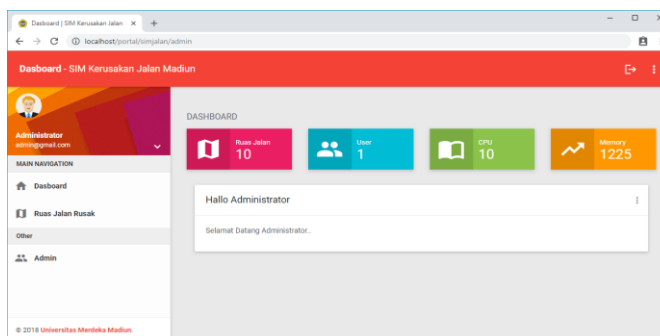 Dasboard | SIM Kerusakan Jalan
localhost/portal/simjalan/admin
Dasboard - SIM Kerusakan Jalan Madiun
Administrator
admin@gmail.com
MAIN NAVIGATION
Dasboard
Ruas Jalan Rusak
Other
Admin
© 2018 Universitas Merdeka Madiun.
DASHBOARD
Ruas Jalan
10
User
1
CPU
10
Memory
1225
Hallo Administrator
Selamat Datang Administrator..